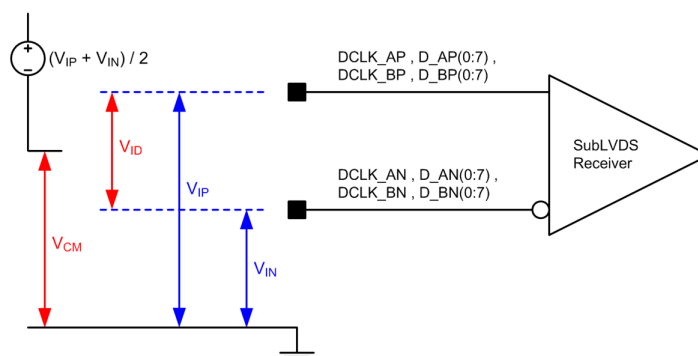 +
−
(VIP + VIN) / 2
DCLK_AP , D_AP(0:7) ,
DCLK_BP , D_BP(0:7)
SubLVDS
Receiver
VID
VIP
DCLK_AN , D_AN(0:7) ,
DCLK_BN , D_BN(0:7)
VCM
VIN